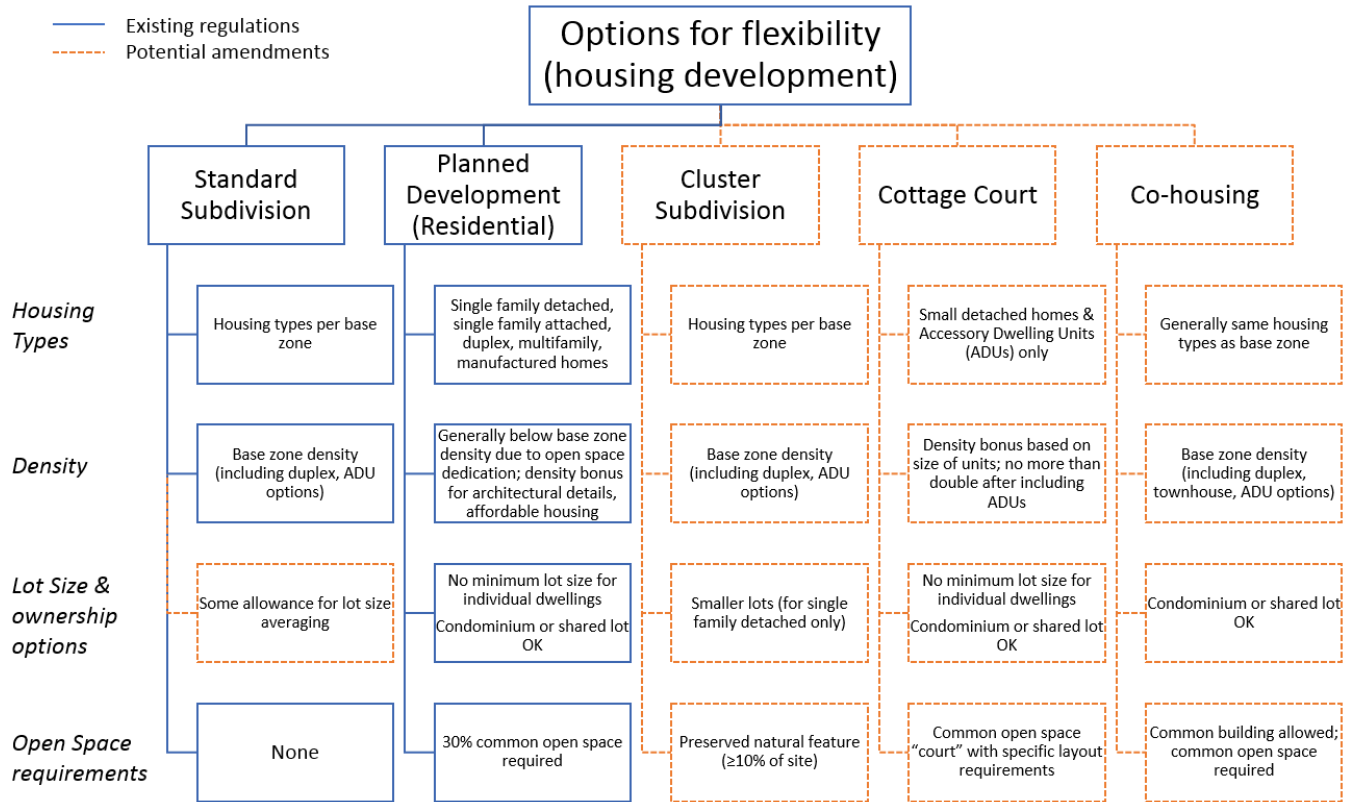 Existing regulations
Potential amendments
Options for flexibility
(housing development)
Standard
Subdivision
Planned
Development
(Residential)
Cluster
Subdivision
Cottage Court
Co-housing
Housing
Types
Housing types per base
zone
Single family detached,
single family attached,
duplex, multifamily,
manufactured homes
Housing types per base
zone
Small detached homes &
Accessory Dwelling Units
(ADUs) only
Generally same housing
types as base zone
Density
Base zone density
(including duplex, ADU
options)
Generally below base zone
density due to open space
dedication; density bonus
for architectural details,
affordable housing
Base zone density
(including duplex, ADU
options)
Density bonus based on
size of units; no more than
double after including
ADUs
Base zone density
(including duplex,
townhouse, ADU options)
Lot Size &
ownership
options
Some allowance for lot size
averaging
No minimum lot size for
individual dwellings
Condominium or shared lot
OK
Smaller lots (for single
family detached only)
No minimum lot size for
individual dwellings
Condominium or shared lot
OK
Condominium or shared lot
OK
Open Space
requirements
None
30% common open space
required
Preserved natural feature
(≥10% of site)
Common open space
“court” with specific layout
requirements
Common building allowed;
common open space
required